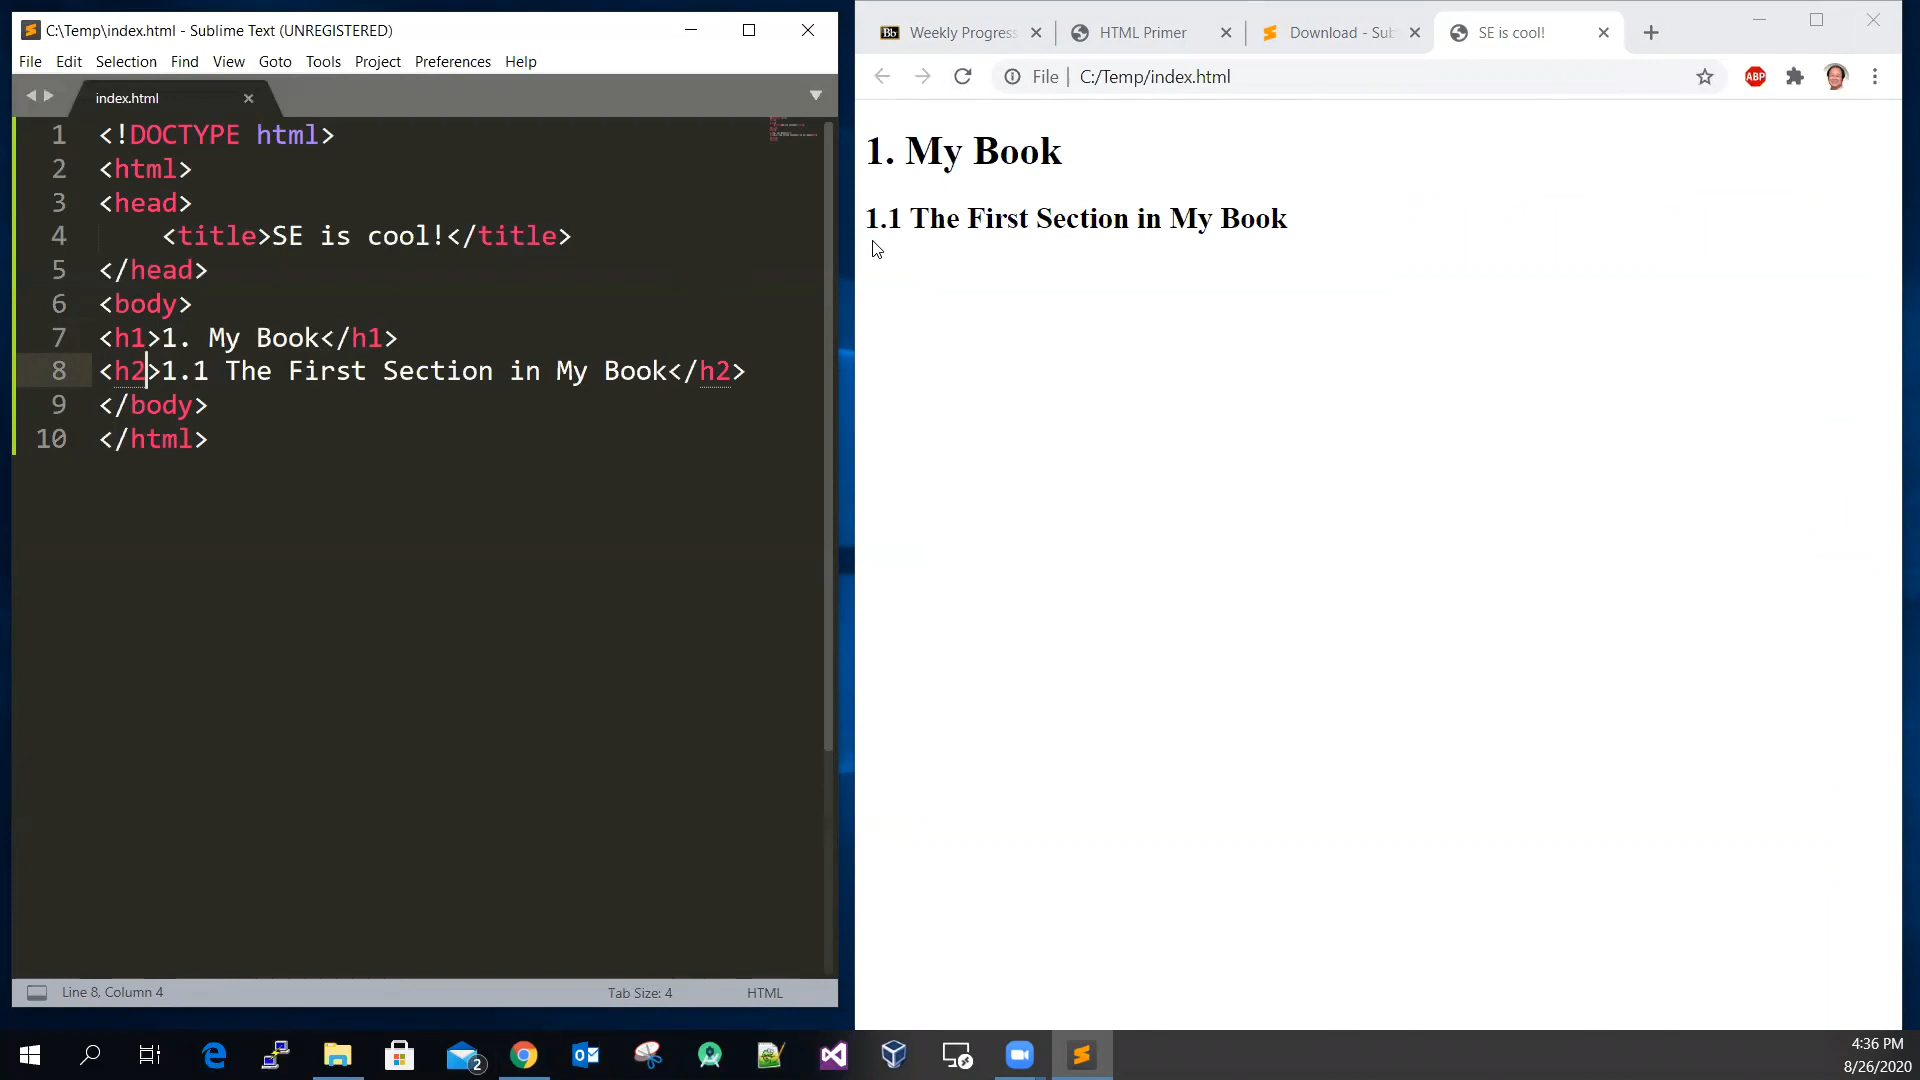 C:\Temp\index.html - Sublime Text (UNREGISTERED)
File Edit Selection Find View Goto Tools Project Preferences Help
index.html
1 <!DOCTYPE html>
2 <html>
3 <head>
4 <title>SE is cool!</title>
5 </head>
6 <body>
7 <h1>1. My Book</h1>
8 <h2>1.1 The First Section in My Book</h2>
9 </body>
10 </html>
Line 8, Column 4 Tab Size: 4 HTML
Bb Weekly Progress HTML Primer Download - Sub SE is cool!
File C:/Temp/index.html ABP
1. My Book
1.1 The First Section in My Book
2
4:36 PM
8/26/2020